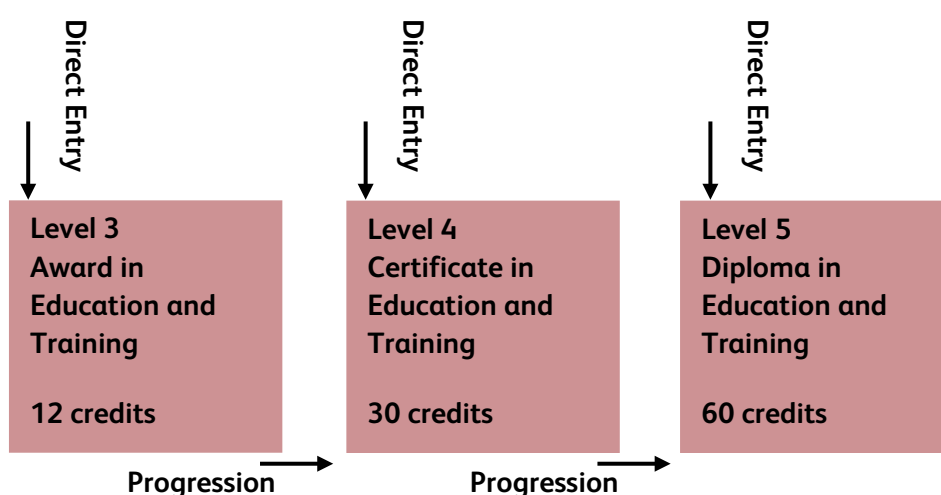 Direct Entry
Direct Entry
Direct Entry
Level 3
Award in
Education and
Training
12 credits
Level 4
Certificate in
Education and
Training
30 credits
Level 5
Diploma in
Education and
Training
60 credits
Progression
Progression